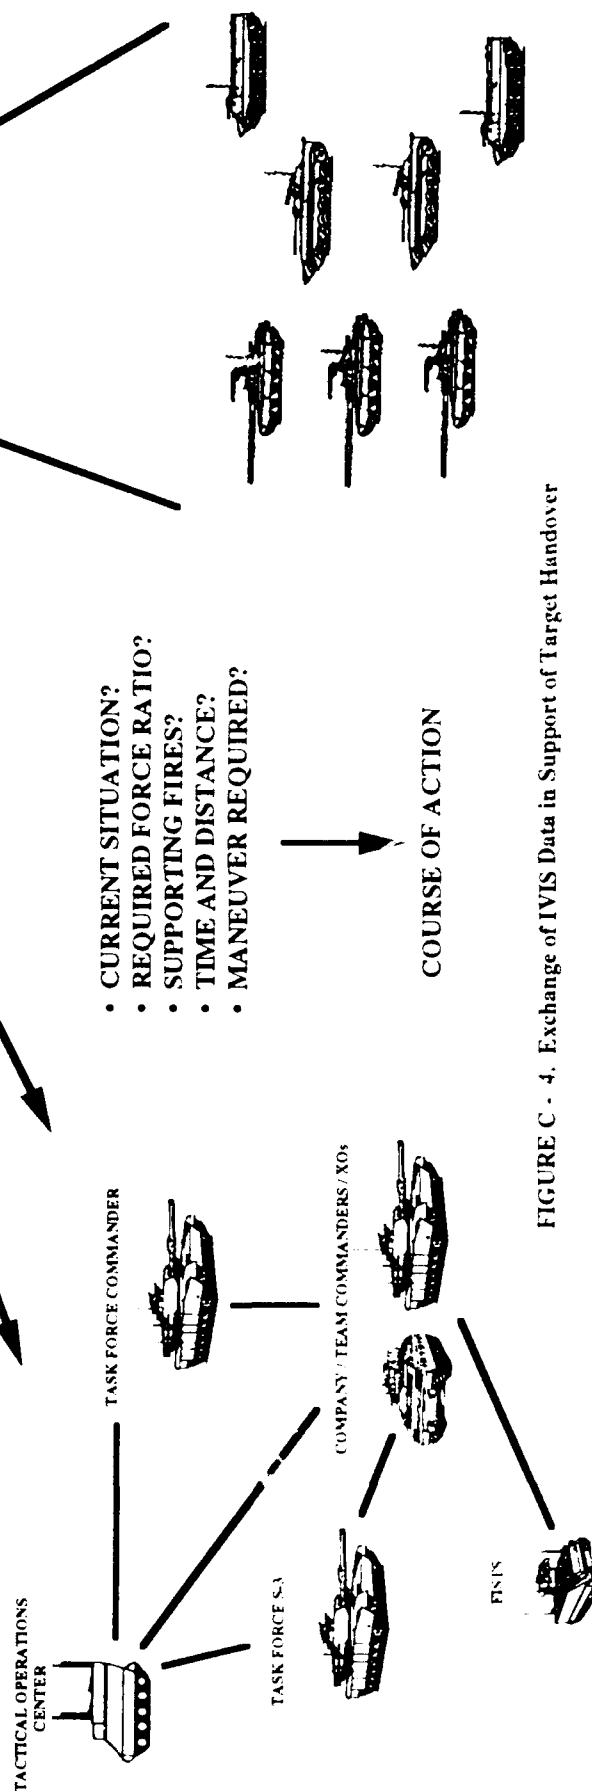 TACTICAL OPERATIONS
CENTER
TASK FORCE COMMANDER
TASK FORCE S-3
COMPANY / TEAM COMMANDERS / XOs
FISTS
• CURRENT SITUATION?
• REQUIRED FORCE RATIO?
• SUPPORTING FIRES?
• TIME AND DISTANCE?
• MANEUVER REQUIRED?
COURSE OF ACTION
FIGURE C - 4. Exchange of IVIS Data in Support of Target Handover